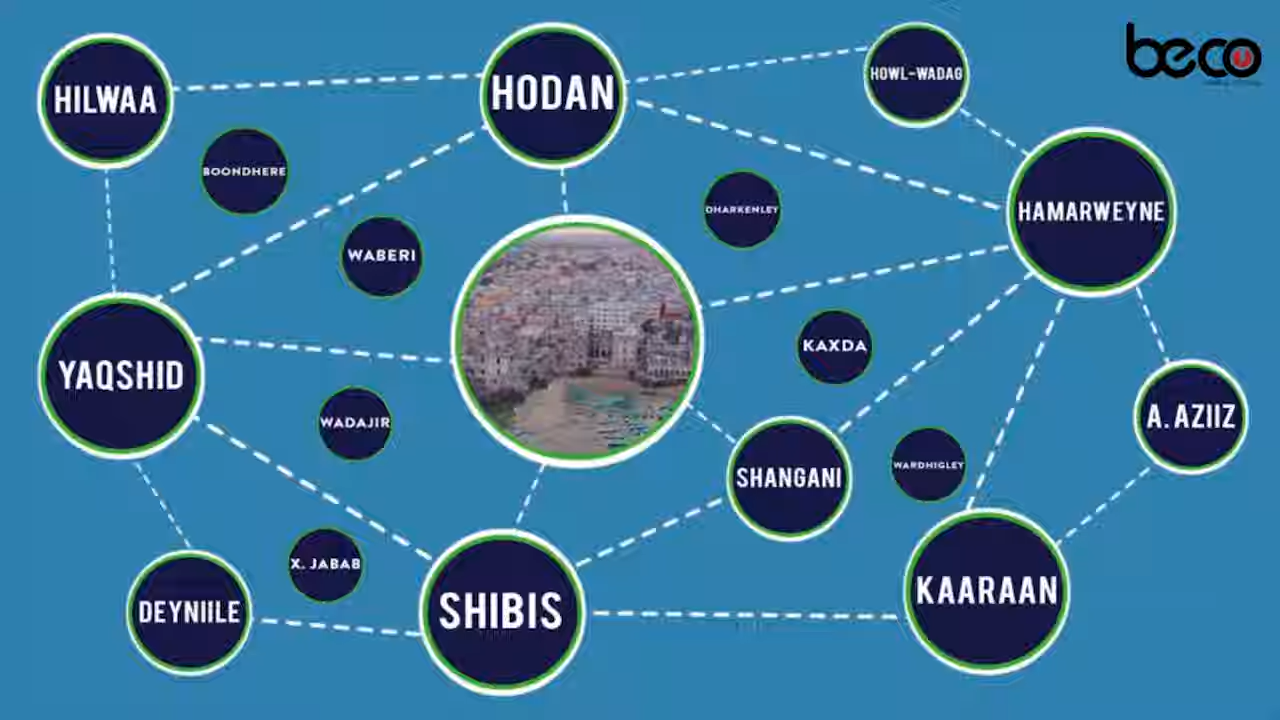 beco
HILWAA
HODAN
HOWL-WADAG
BOONDHERE
DHARKENLEY
HAMARWEYNE
WABERI
KAXDA
YAQSHID
A. AZIIZ
WADAJIR
SHANGANI
WARDHIGLEY
X. JABAB
DEYNIILE
SHIBIS
KAARAAN